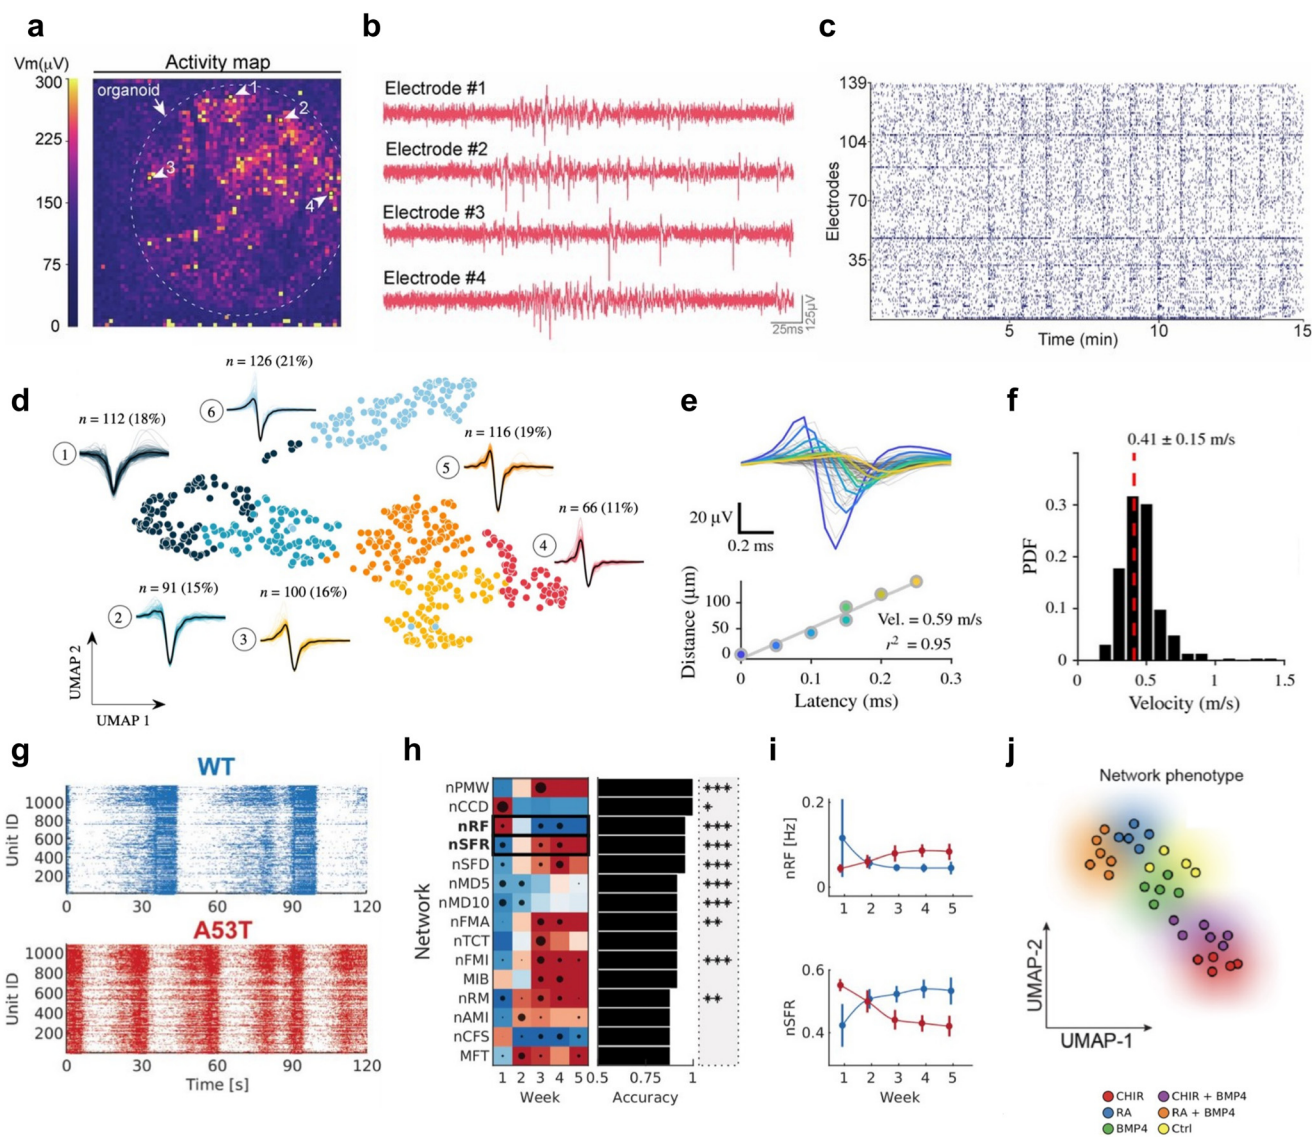 a
Vm(μV)
Activity map
300
225
150
75
0
organoid
1
2
3
4
b
Electrode #1
Electrode #2
Electrode #3
Electrode #4
125μV
25ms
c
Electrodes
139
104
70
35
5 10 15
Time (min)
d
n = 126 (21%)
6
n = 112 (18%)
1
n = 116 (19%)
5
n = 66 (11%)
4
n = 91 (15%)
2
n = 100 (16%)
3
UMAP 2
UMAP 1
e
20 μV
0.2 ms
Distance (μm)
100
50
0
Vel. = 0.59 m/s
r² = 0.95
0 0.1 0.2 0.3
Latency (ms)
f
0.41 ± 0.15 m/s
PDF
0.3
0.2
0.1
0
0 0.5 1 1.5
Velocity (m/s)
g
WT
Unit ID
1000
800
600
400
200
0 30 60 90 120
A53T
Unit ID
1000
800
600
400
200
0 30 60 90 120
Time [s]
h
Network
nPMW
nCCD
nRF
nSFR
nSFD
nMD5
nMD10
nFMA
nTCT
nFMI
MIB
nRM
nAMI
nCFS
MFT
***
*
***
***
***
***
***
**
***
**
1 2 3 4 5
Week
0.5 0.75 1
Accuracy
i
nRF [Hz]
0.2
0
1 2 3 4 5
nSFR
0.6
0.4
1 2 3 4 5
Week
j
Network phenotype
UMAP-2
UMAP-1
CHIR
RA
BMP4
CHIR + BMP4
RA + BMP4
Ctrl